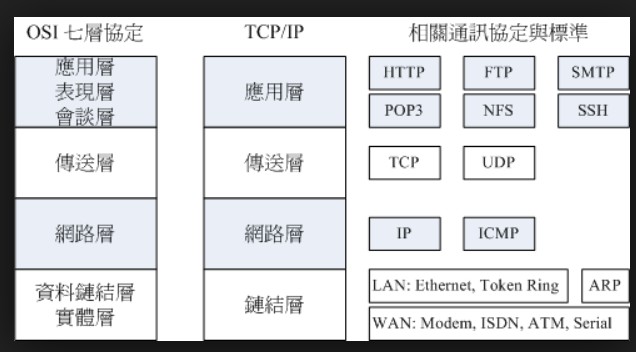 OSI 七層協定 TCP/IP 相關通訊協定與標準
應用層
表現層
會談層
應用層
HTTP FTP SMTP
POP3 NFS SSH
傳送層 傳送層 TCP UDP
網路層 網路層 IP ICMP
資料鏈結層
實體層
鏈結層
LAN: Ethernet, Token Ring ARP
WAN: Modem, ISDN, ATM, Serial